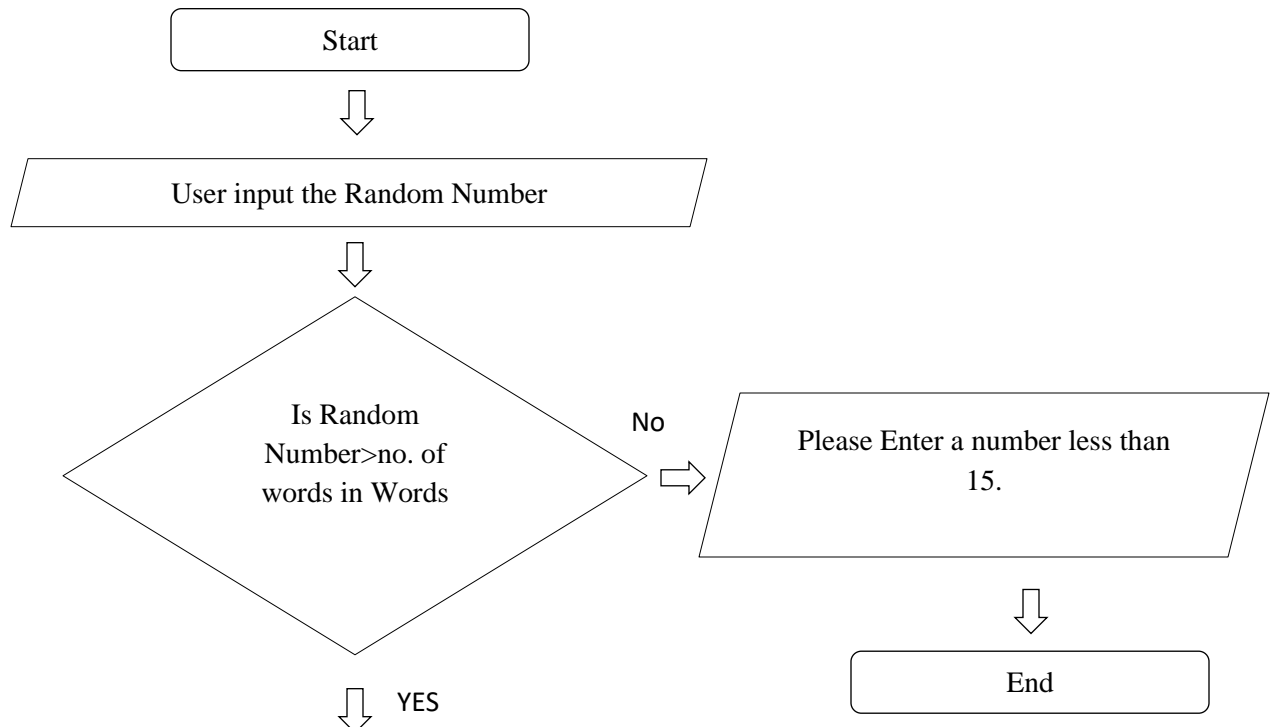 Start
User input the Random Number
Is Random
Number>no. of
words in Words
No
Please Enter a number less than
15.
End
YES